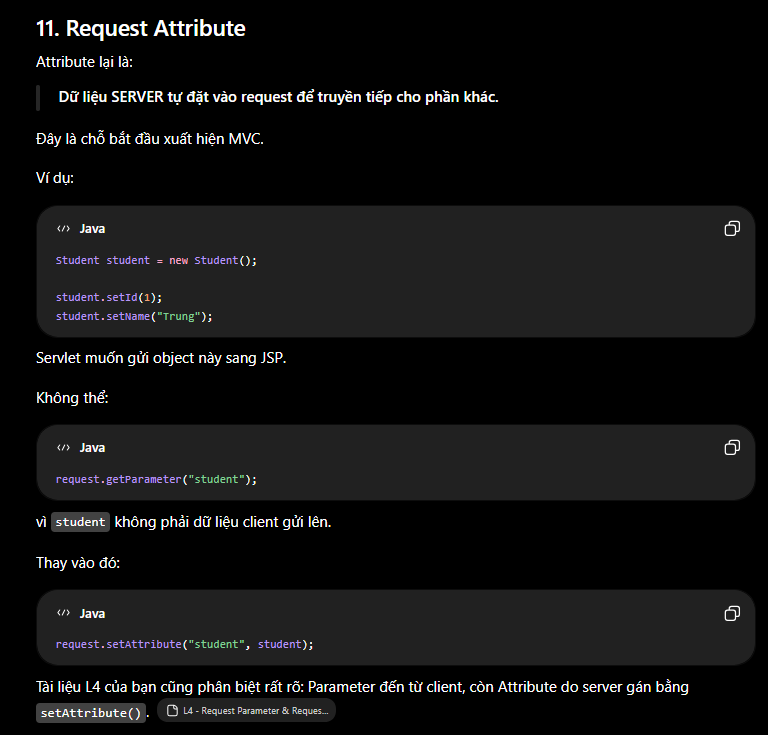 11. Request Attribute
Attribute lại là:
Dữ liệu SERVER tự đặt vào request để truyền tiếp cho phần khác.
Đây là chỗ bắt đầu xuất hiện MVC.
Ví dụ:
</> Java
Student student = new Student();
student.setId(1);
student.setName("Trung");
Servlet muốn gửi object này sang JSP.
Không thể:
</> Java
request.getParameter("student");
vì student không phải dữ liệu client gửi lên.
Thay vào đó:
</> Java
request.setAttribute("student", student);
Tài liệu L4 của bạn cũng phân biệt rất rõ: Parameter đến từ client, còn Attribute do server gán bằng
setAttribute(). L4 - Request Parameter & Reques...